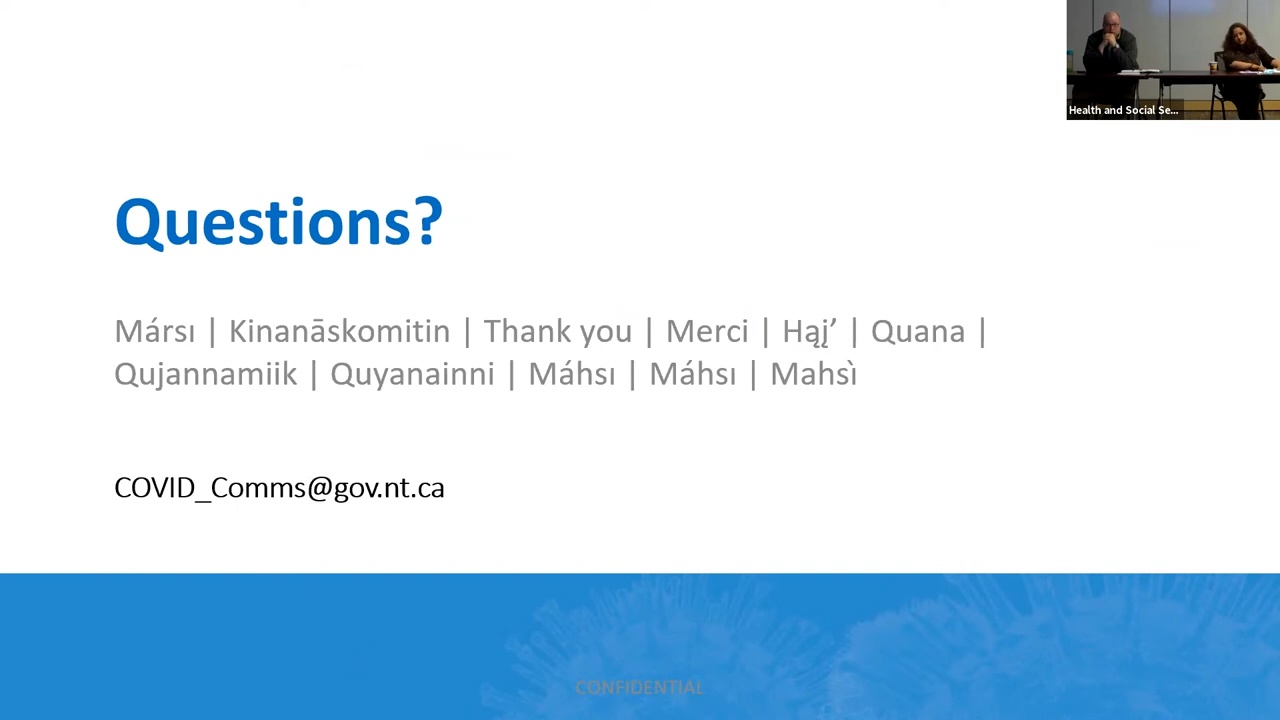 Health and Social Se...
Questions?
Mársı | Kinanāskomitin | Thank you | Merci | Hąį’ | Quana |
Qujannamiik | Quyanainni | Máhsı | Máhsı | Mahsì
COVID_Comms@gov.nt.ca
CONFIDENTIAL